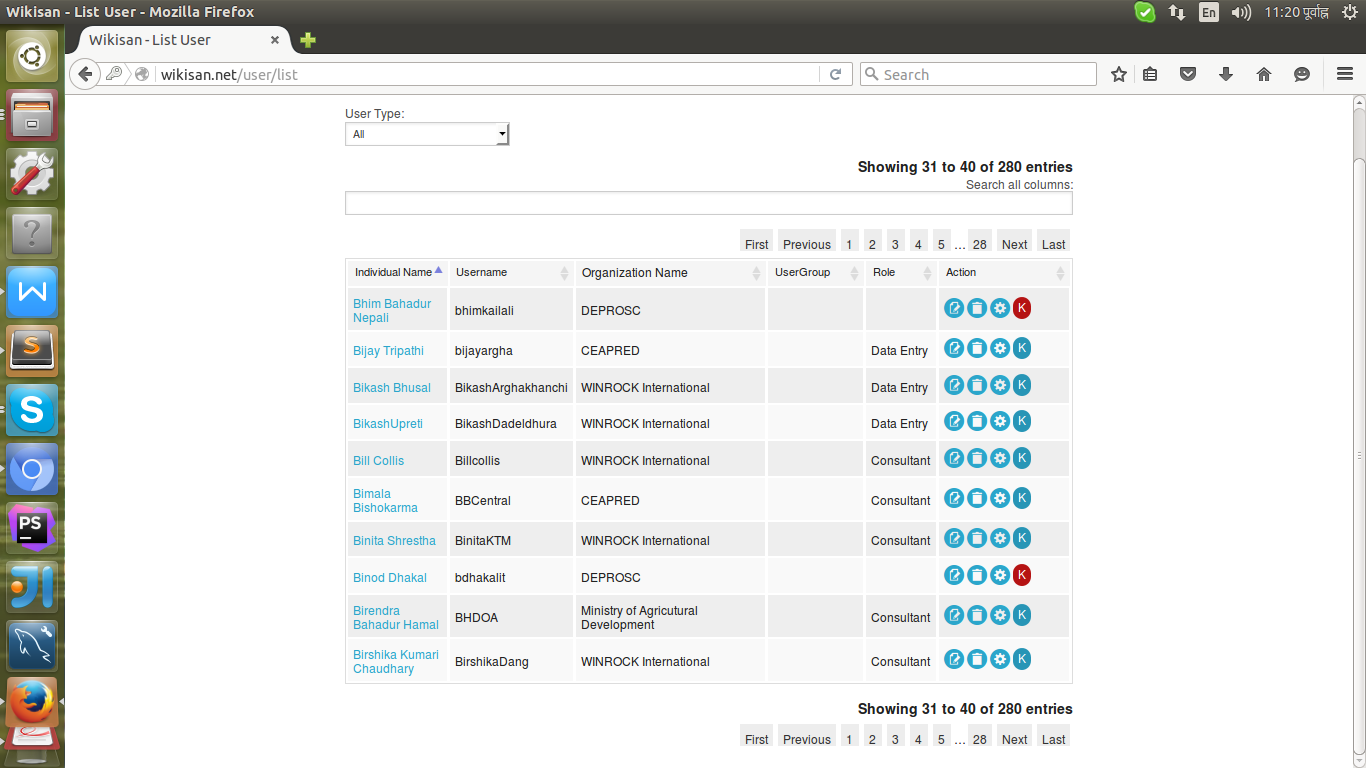 Wikisan - List User - Mozilla Firefox
En 11:20 पूर्वाह्न
Wikisan - List User
wikisan.net/user/list
Search
User Type:
All
Showing 31 to 40 of 280 entries
Search all columns:
First Previous 1 2 3 4 5 ... 28 Next Last
Individual Name Username Organization Name UserGroup Role Action
Bhim Bahadur
Nepali bhimkailali DEPROSC K
Bijay Tripathi bijayargha CEAPRED Data Entry K
Bikash Bhusal BikashArghakhanchi WINROCK International Data Entry K
BikashUpreti BikashDadeldhura WINROCK International Data Entry K
Bill Collis Billcollis WINROCK International Consultant K
Bimala
Bishokarma BBCentral CEAPRED Consultant K
Binita Shrestha BinitaKTM WINROCK International Consultant K
Binod Dhakal bdhakalit DEPROSC K
Birendra
Bahadur Hamal BHDOA Ministry of Agricutural
Development Consultant K
Birshika Kumari
Chaudhary BirshikaDang WINROCK International Consultant K
Showing 31 to 40 of 280 entries
First Previous 1 2 3 4 5 ... 28 Next Last
W
S
S
PS
JI